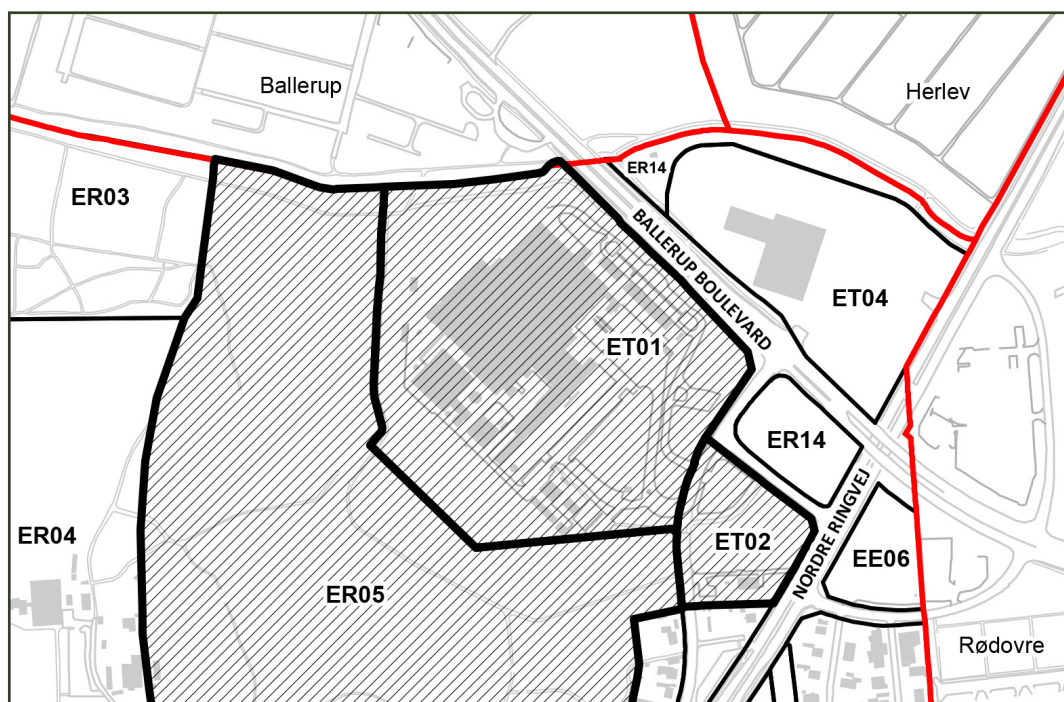 Ballerup
Herlev
ER14
ER03
BALLERUP BOULEVARD
ET04
ET01
ER14
ER04
ET02
NORDRE RINGVEJ
EE06
ER05
Rødovre